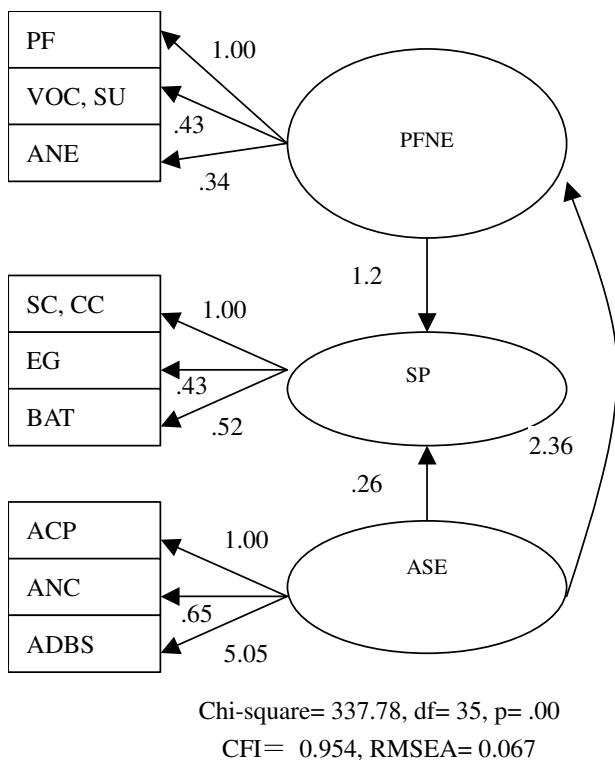 PF
1.00
VOC, SU
.43
ANE
.34
PFNE
1.2
SC, CC
1.00
EG
.43
BAT
.52
SP
2.36
.26
ACP
1.00
ANC
.65
ADBS
5.05
ASE
Chi-square= 337.78, df= 35, p= .00
CFI＝ 0.954, RMSEA= 0.067